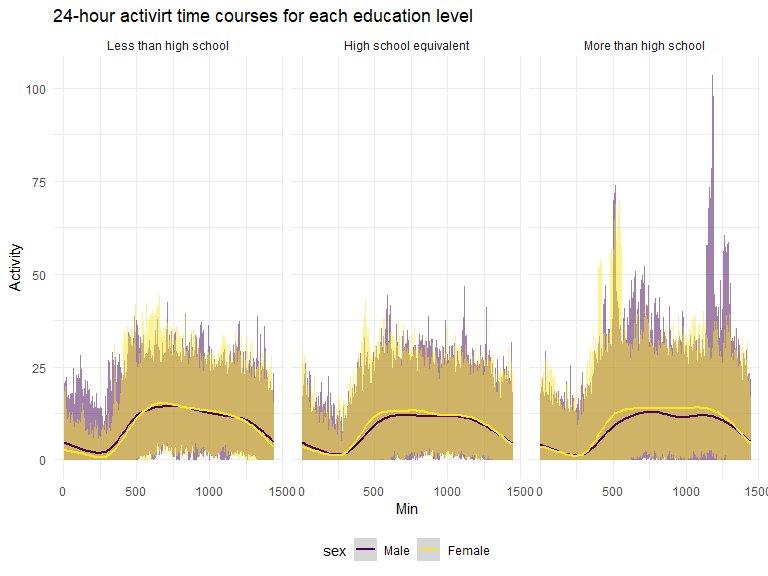 24-hour activirt time courses for each education level
Less than high school
High school equivalent
More than high school
100
75
50
25
0
Activity
0 500 1000 1500 0 500 1000 1500 0 500 1000 1500
Min
sex Male Female